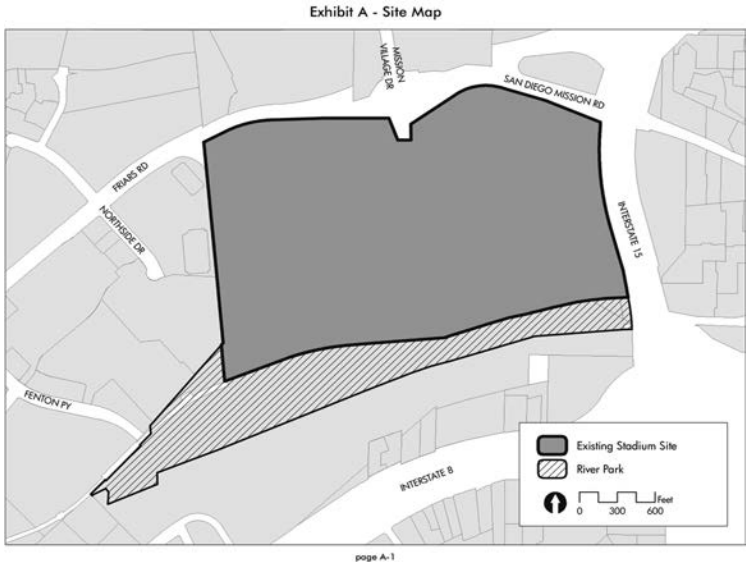 Exhibit A - Site Map
MISSION
VILLAGE DR
SAN DIEGO MISSION RD
FRIARS RD
NORTHSIDE DR
INTERSTATE 15
FENTON PY
INTERSTATE 8
Existing Stadium Site
River Park
Feet
0 300 600
page A-1